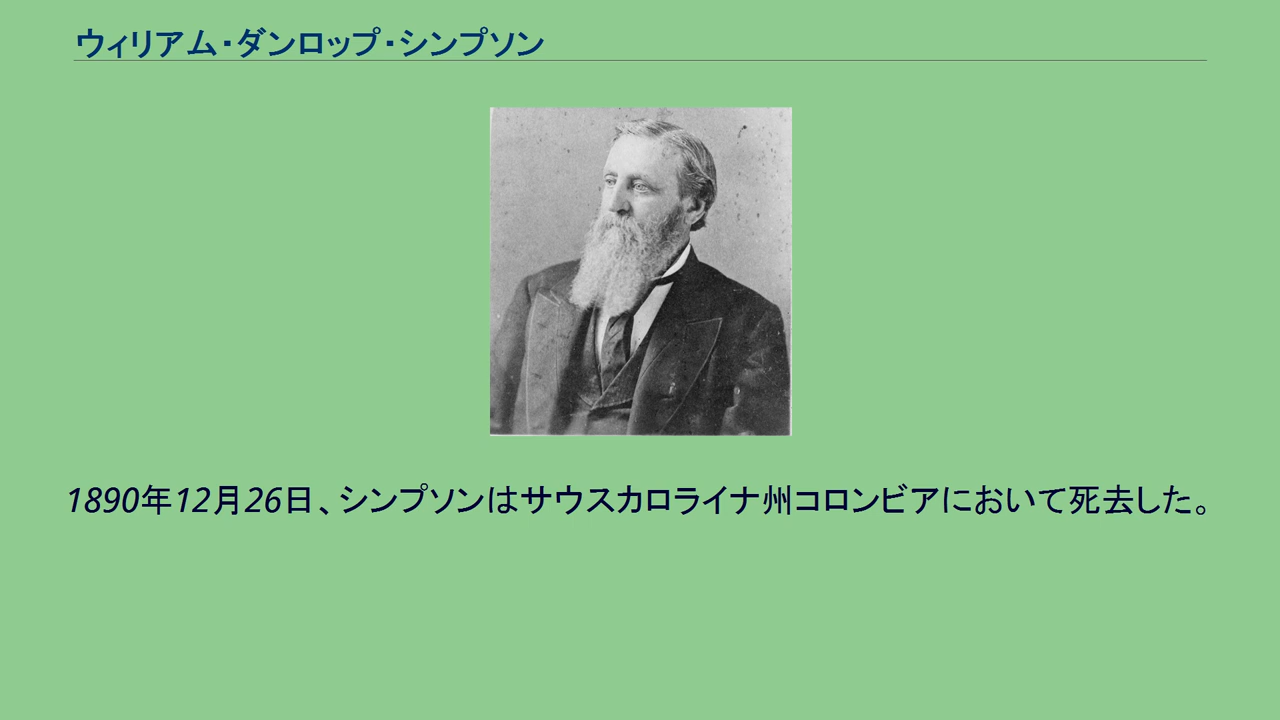 ウィリアム・ダンロップ・シンプソン
1890年12月26日、シンプソンはサウスカロライナ州コロンビアにおいて死去した。